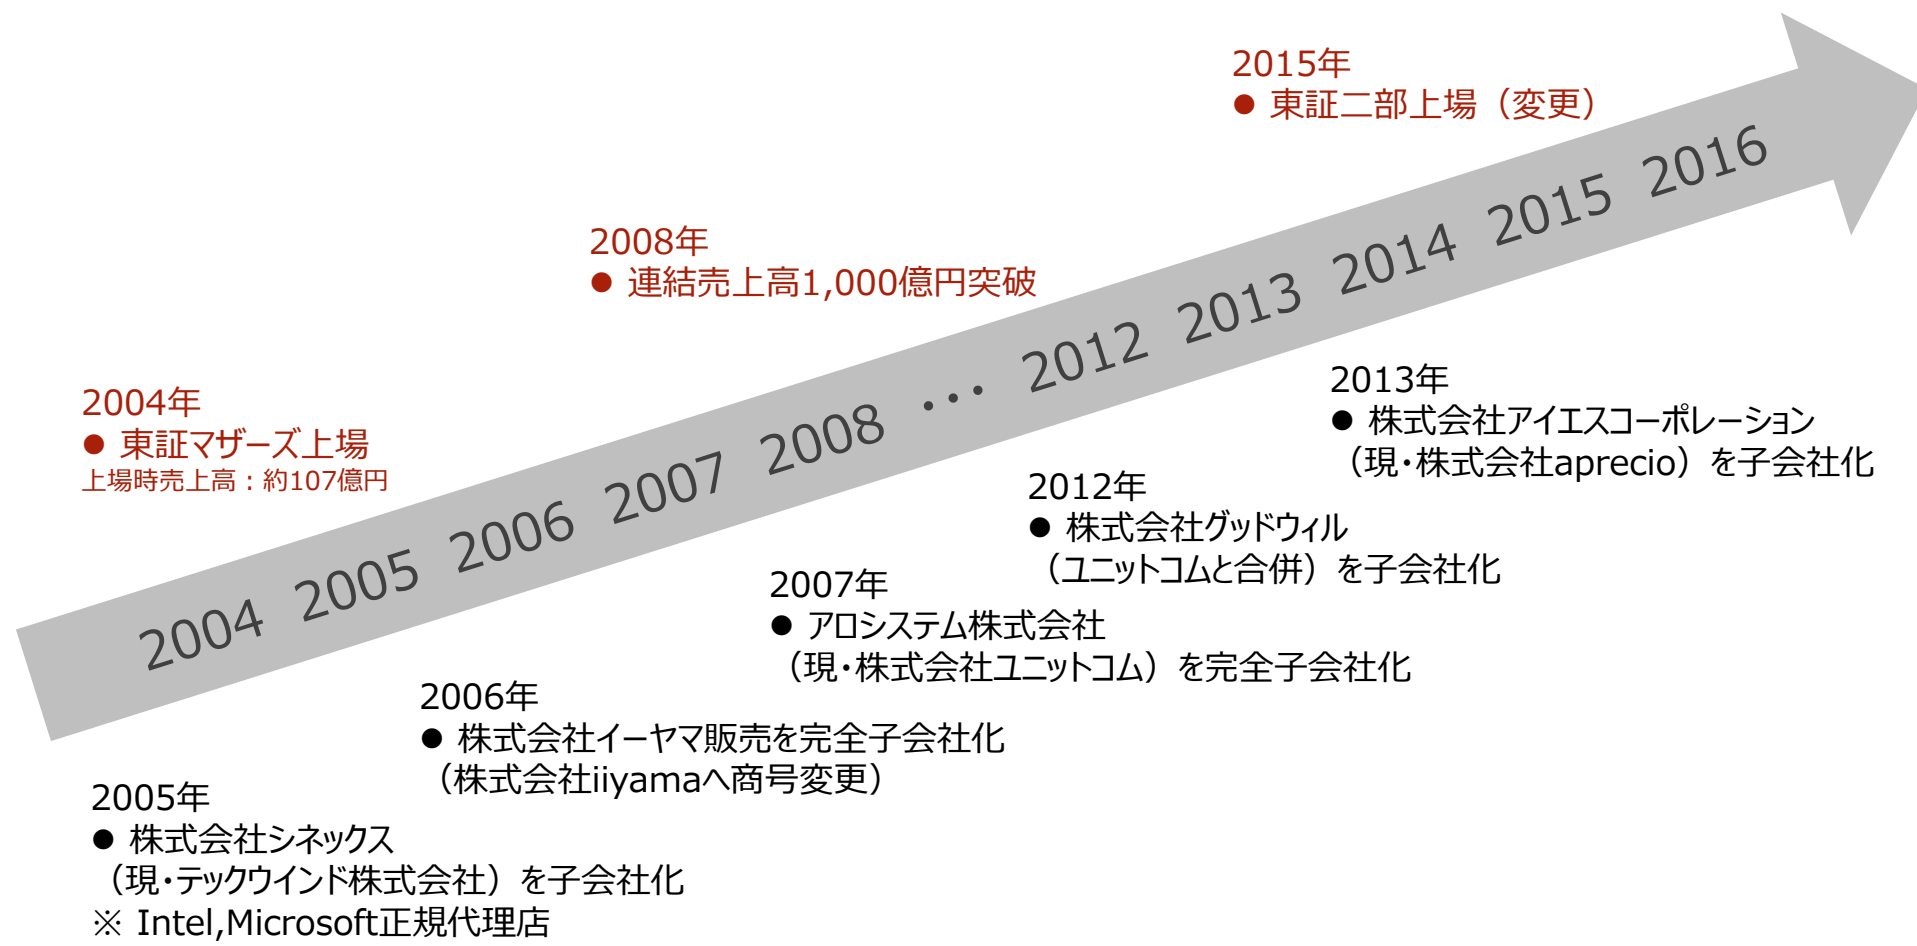 2015年
● 東証二部上場（変更）
2008年
● 連結売上高1,000億円突破
2004年
● 東証マザーズ上場
上場時売上高：約107億円
2004 2005 2006 2007 2008 ・・・ 2012 2013 2014 2015 2016
2013年
● 株式会社アイエスコーポレーション
（現・株式会社aprecio）を子会社化
2012年
● 株式会社グッドウィル
（ユニットコムと合併）を子会社化
2007年
● アロシステム株式会社
（現・株式会社ユニットコム）を完全子会社化
2006年
● 株式会社イーヤマ販売を完全子会社化
（株式会社iiyamaへ商号変更）
2005年
● 株式会社シネックス
（現・テックウインド株式会社）を子会社化
※ Intel,Microsoft正規代理店